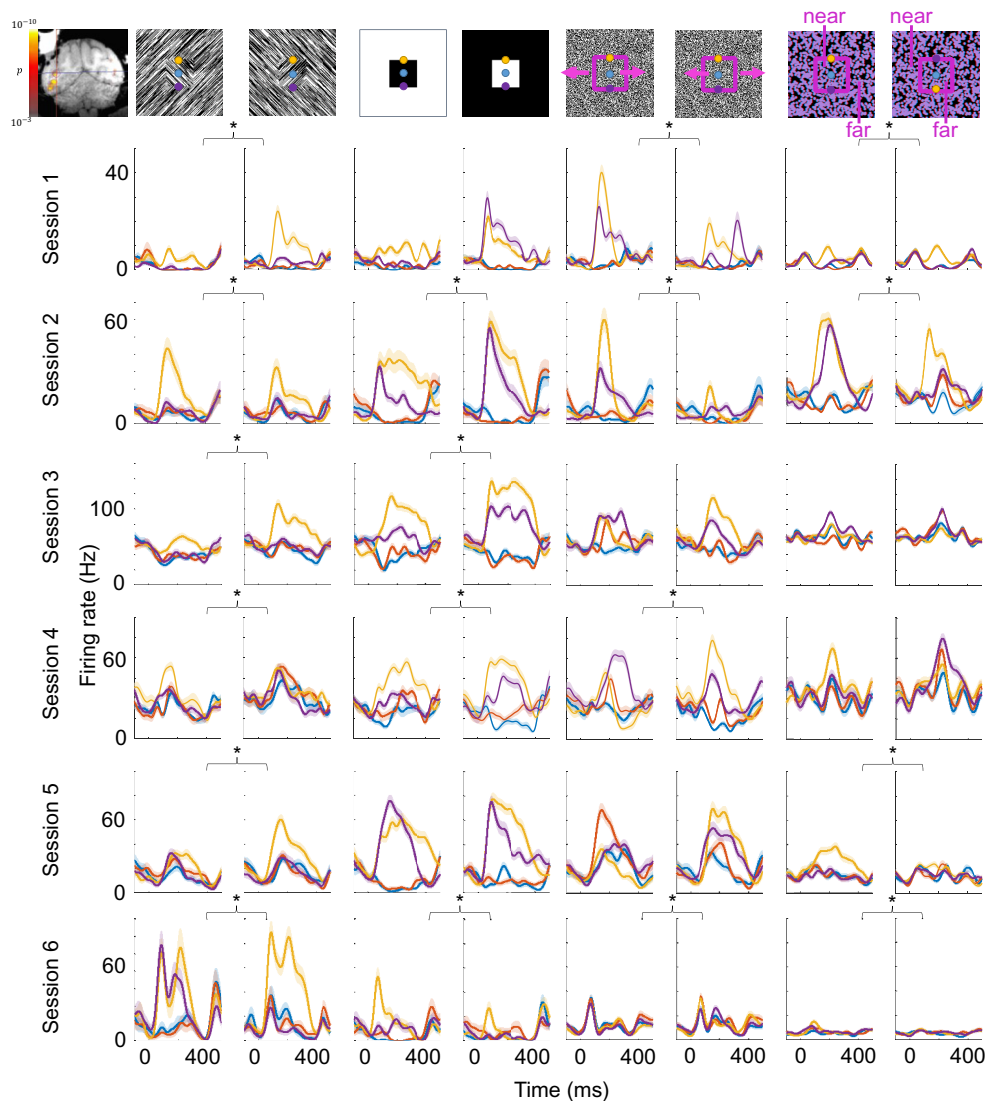 10⁻¹⁰
p
10⁻³
near near
far far
* * *
Session 1
40
0
* * * *
Session 2
60
0
* *
Session 3
100
0
Firing rate (Hz)
* * *
Session 4
60
0
* *
Session 5
60
0
* * * *
Session 6
60
0
0 400 0 400 0 400 0 400 0 400 0 400 0 400 0 400
Time (ms)